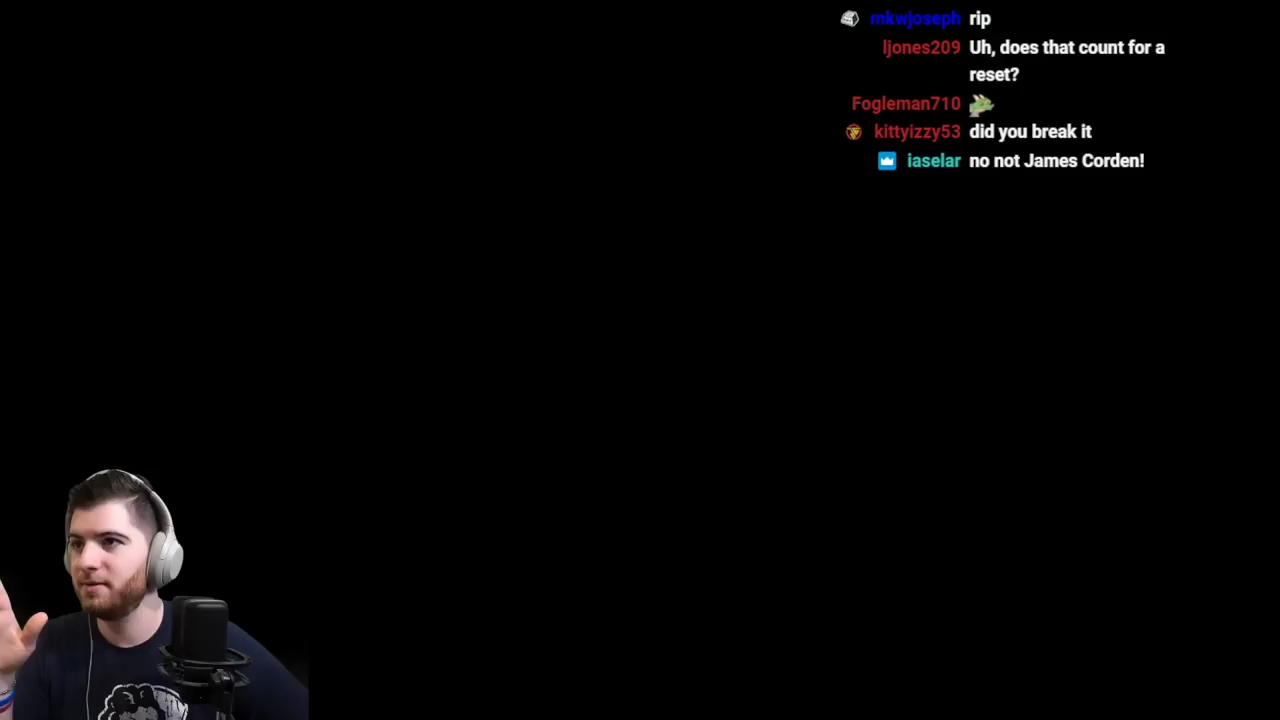 mkwjoseph rip
ljones209 Uh, does that count for a
reset?
Fogleman710
kittyizzy53 did you break it
iaselar no not James Corden!